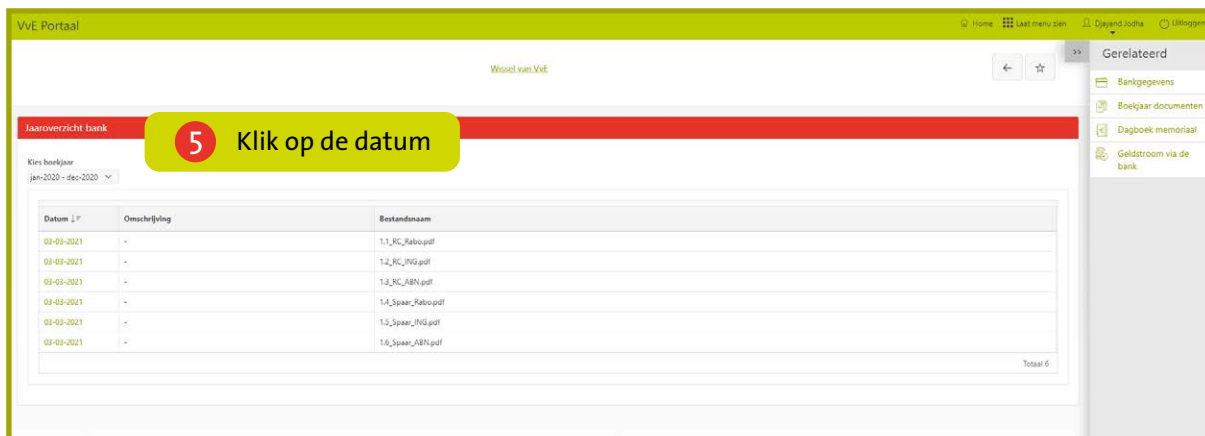 VvE Portaal
Home
Laat menu zien
Djayand Jodha
Uitloggen
Wissel van VvE
>>
Gerelateerd
Bankgegevens
Boekjaar documenten
Dagboek memoriaal
Geldstroom via de
bank
Jaaroverzicht bank
5 Klik op de datum
Kies boekjaar
jan-2020 - dec-2020
Datum Omschrijving Bestandsnaam
03-03-2021 - 1.1_RC_Rabo.pdf
03-03-2021 - 1.2_RC_ING.pdf
03-03-2021 - 1.3_RC_ABN.pdf
03-03-2021 - 1.4_Spaar_Rabo.pdf
03-03-2021 - 1.5_Spaar_ING.pdf
03-03-2021 - 1.6_Spaar_ABN.pdf
Totaal 6